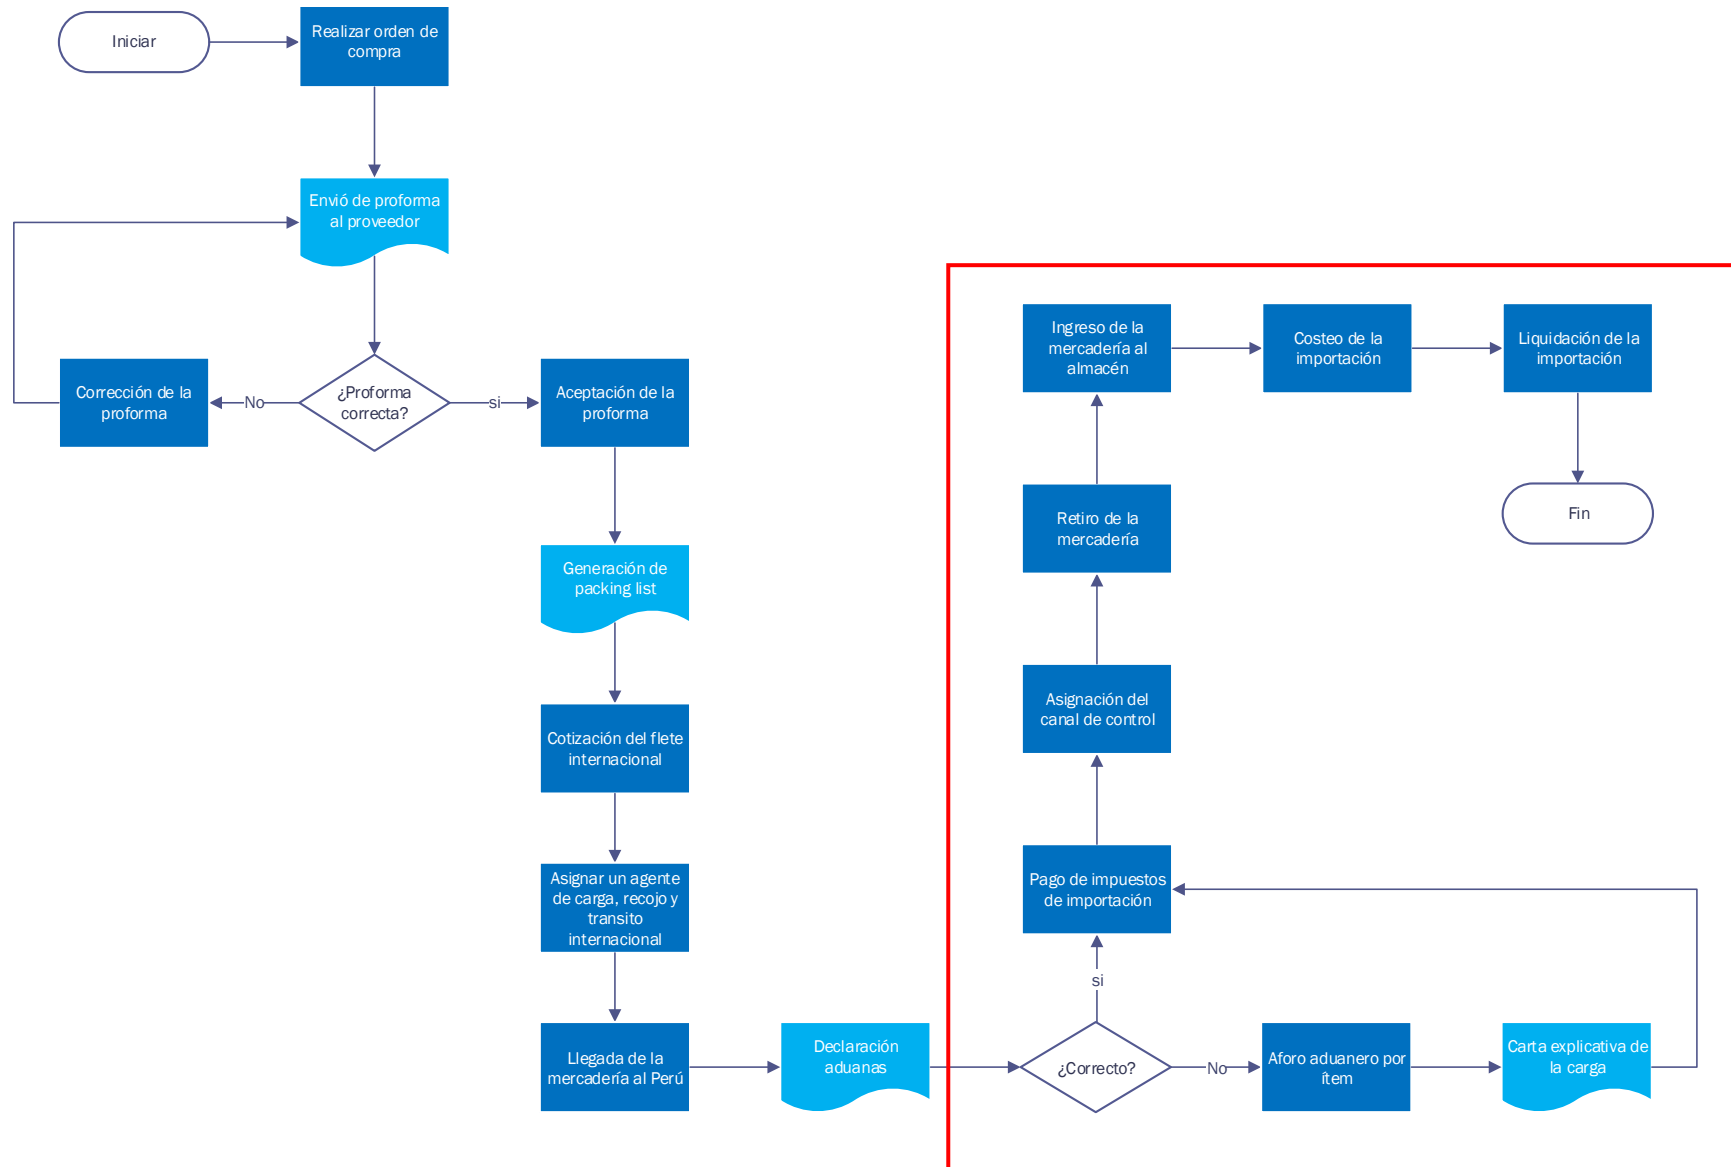 Iniciar
Realizar orden de
compra
Envió de proforma
al proveedor
Corrección de la
proforma
No
¿Proforma
correcta?
si
Aceptación de la
proforma
Generación de
packing list
Cotización del flete
internacional
Asignar un agente
de carga, recojo y
transito
internacional
Llegada de la
mercadería al Perú
Declaración
aduanas
¿Correcto?
No
Aforo aduanero por
ítem
Carta explicativa de
la carga
si
Pago de impuestos
de importación
Asignación del
canal de control
Retiro de la
mercadería
Ingreso de la
mercadería al
almacén
Costeo de la
importación
Liquidación de la
importación
Fin